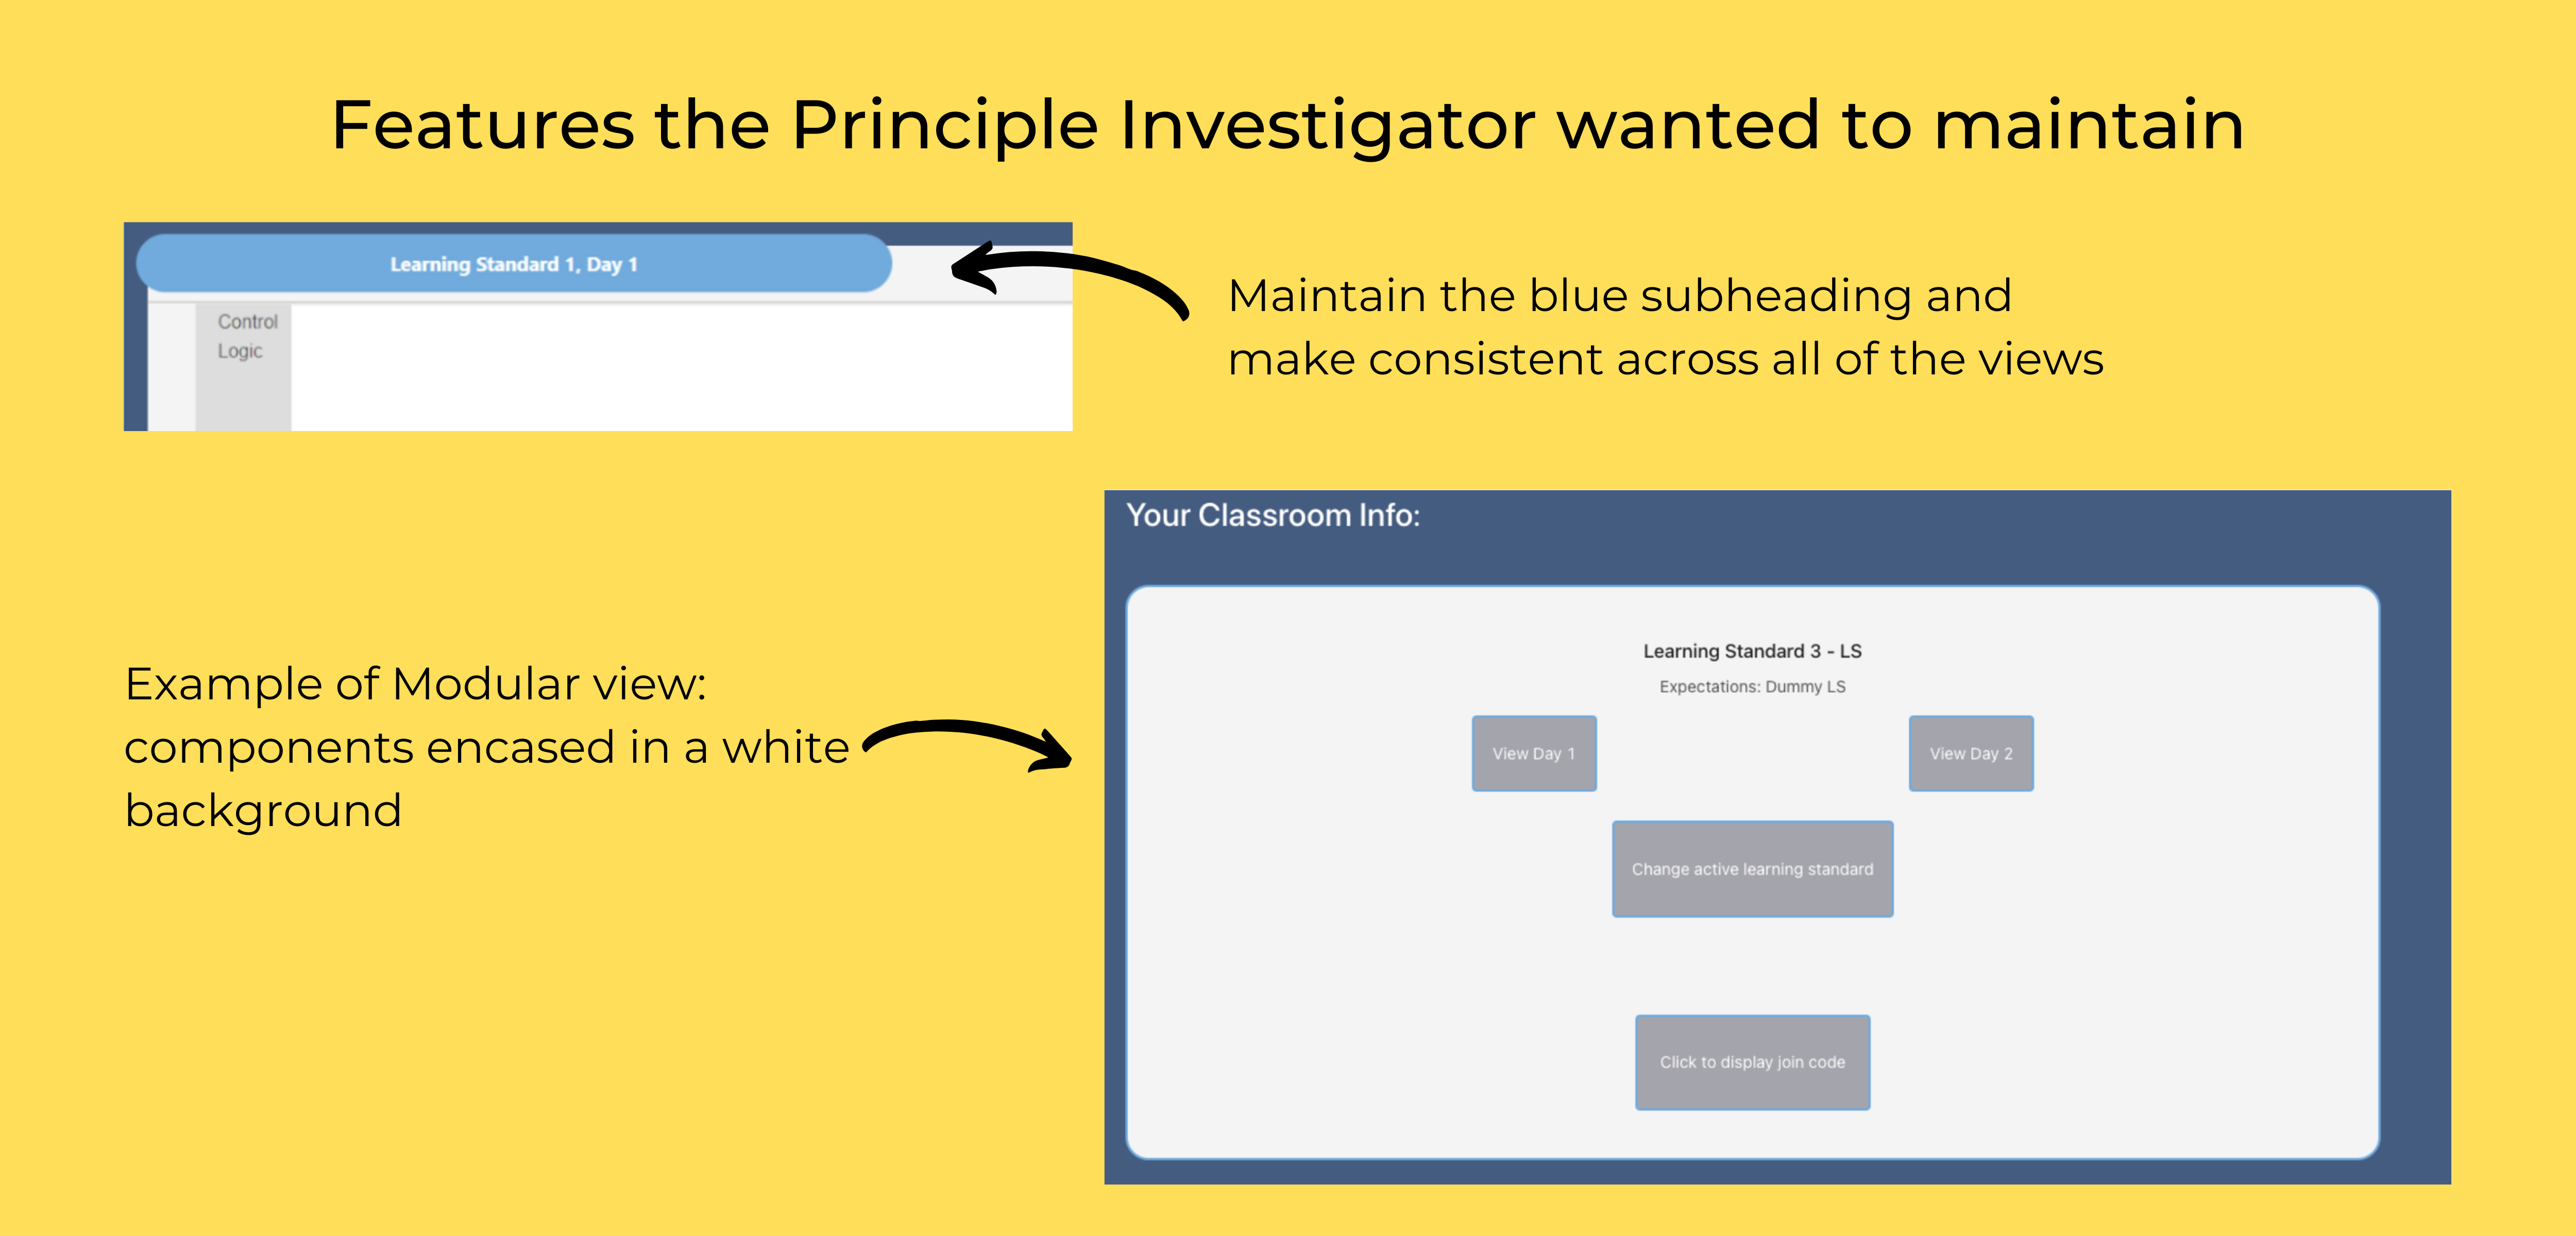 Features the Principle Investigator wanted to maintain
Learning Standard 1, Day 1
Control
Logic
Maintain the blue subheading and
make consistent across all of the views
Example of Modular view:
components encased in a white
background
Your Classroom Info:
Learning Standard 3 - LS
Expectations: Dummy LS
View Day 1
View Day 2
Change active learning standard
Click to display join code